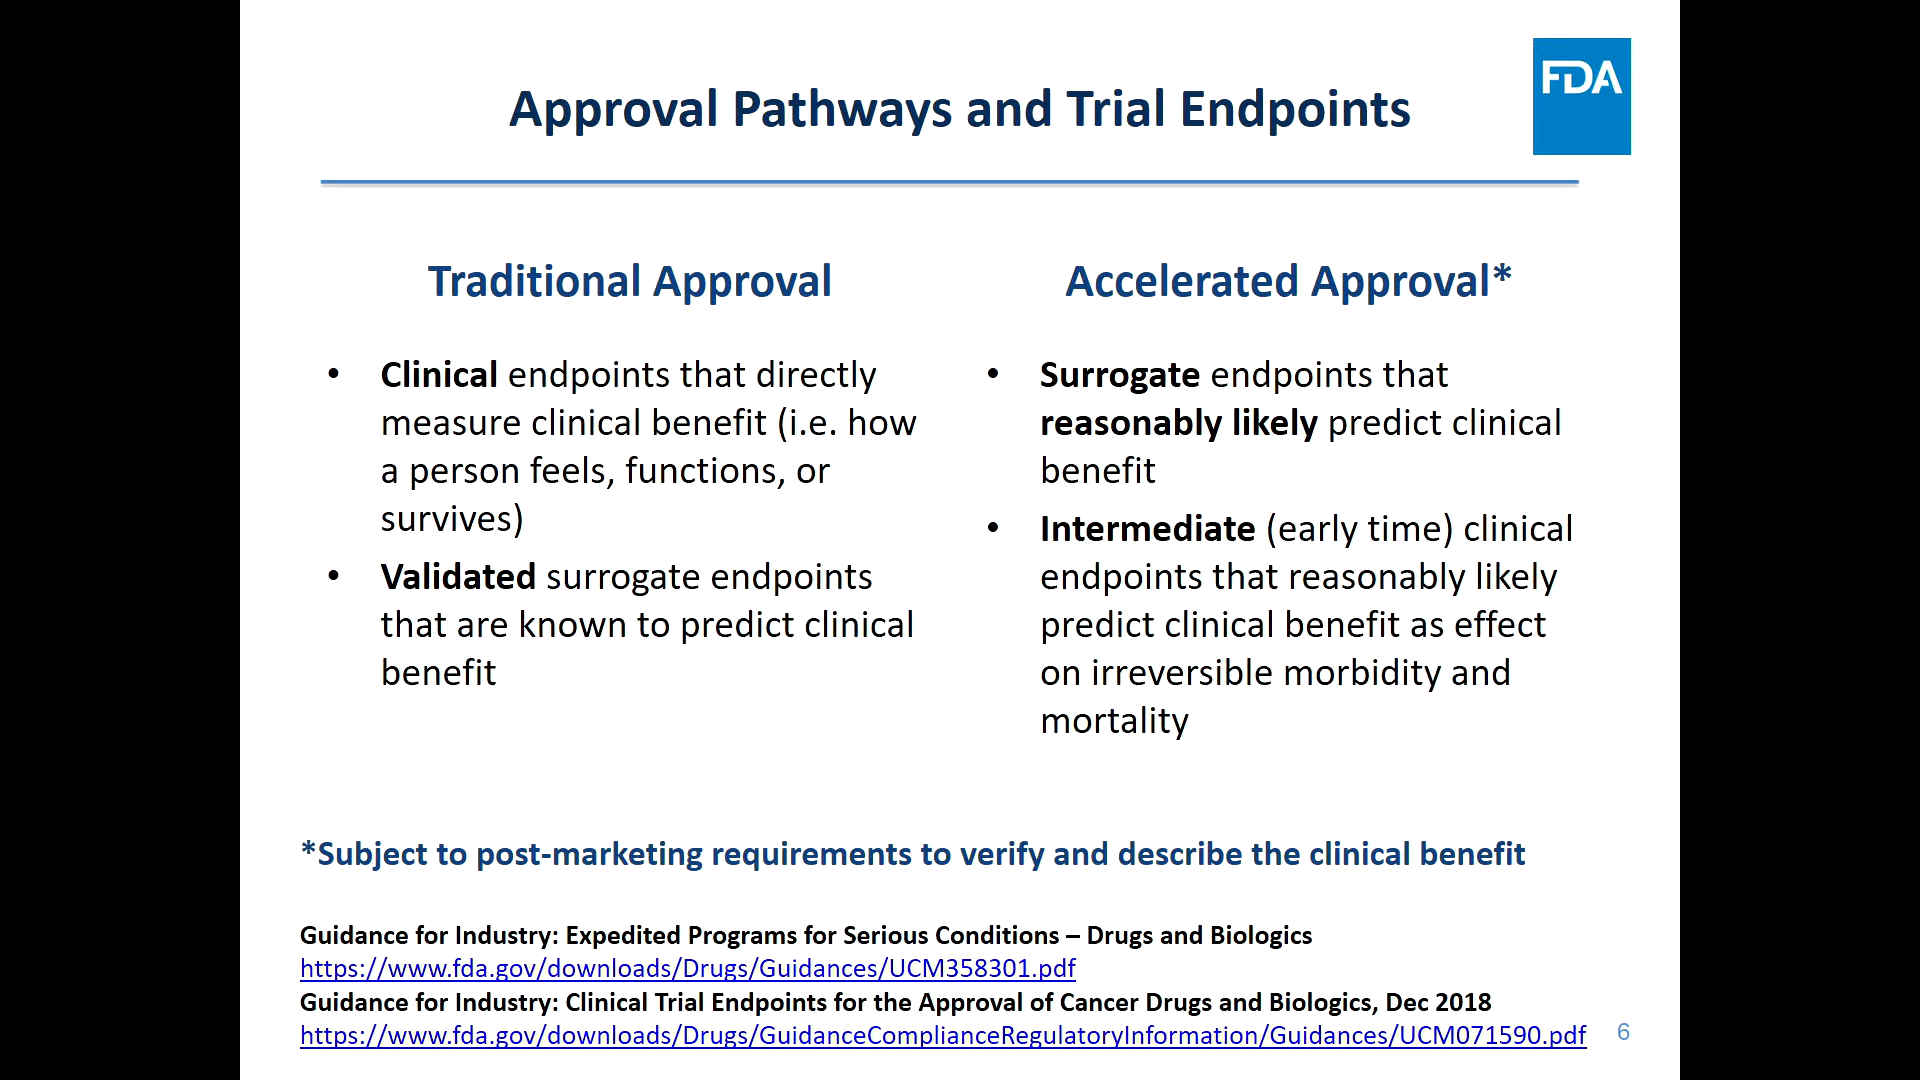 Approval Pathways and Trial Endpoints
FDA
Traditional Approval
• Clinical endpoints that directly
measure clinical benefit (i.e. how
a person feels, functions, or
survives)
• Validated surrogate endpoints
that are known to predict clinical
benefit
Accelerated Approval*
• Surrogate endpoints that
reasonably likely predict clinical
benefit
• Intermediate (early time) clinical
endpoints that reasonably likely
predict clinical benefit as effect
on irreversible morbidity and
mortality
*Subject to post-marketing requirements to verify and describe the clinical benefit
Guidance for Industry: Expedited Programs for Serious Conditions – Drugs and Biologics
https://www.fda.gov/downloads/Drugs/Guidances/UCM358301.pdf
Guidance for Industry: Clinical Trial Endpoints for the Approval of Cancer Drugs and Biologics, Dec 2018
https://www.fda.gov/downloads/Drugs/GuidanceComplianceRegulatoryInformation/Guidances/UCM071590.pdf
6